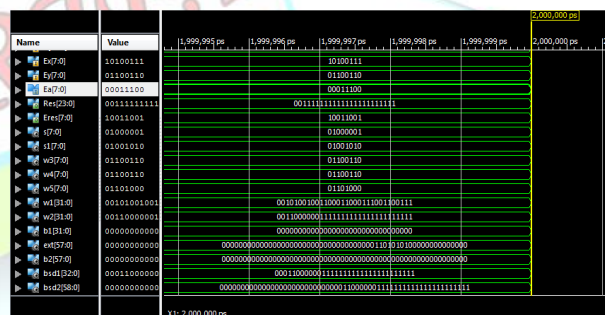 2,000,000 ps
Name Value 1,999,995 ps 1,999,996 ps 1,999,997 ps 1,999,998 ps 1,999,999 ps 2,000,000 ps
Ex[7:0] 10100111 10100111
Ey[7:0] 01100110 01100110
Ea[7:0] 00011100 00011100
Res[23:0]
Eres[7:0] 10011001 10011001
s[7:0] 01000001 01000001
s1[7:0] 01001010 01001010
w3[7:0] 01100110 01100110
w4[7:0] 01100110 01100110
w5[7:0] 01101000 01101000
w1[31:0] 00101001001
w2[31:0] 00110000001
b1[31:0] 00000000000
ext[57:0] 00000000000
b2[57:0] 00000000000
bsd1[32:0] 00011000000
bsd2[58:0] 00000000000
X1: 2,000,000 ps